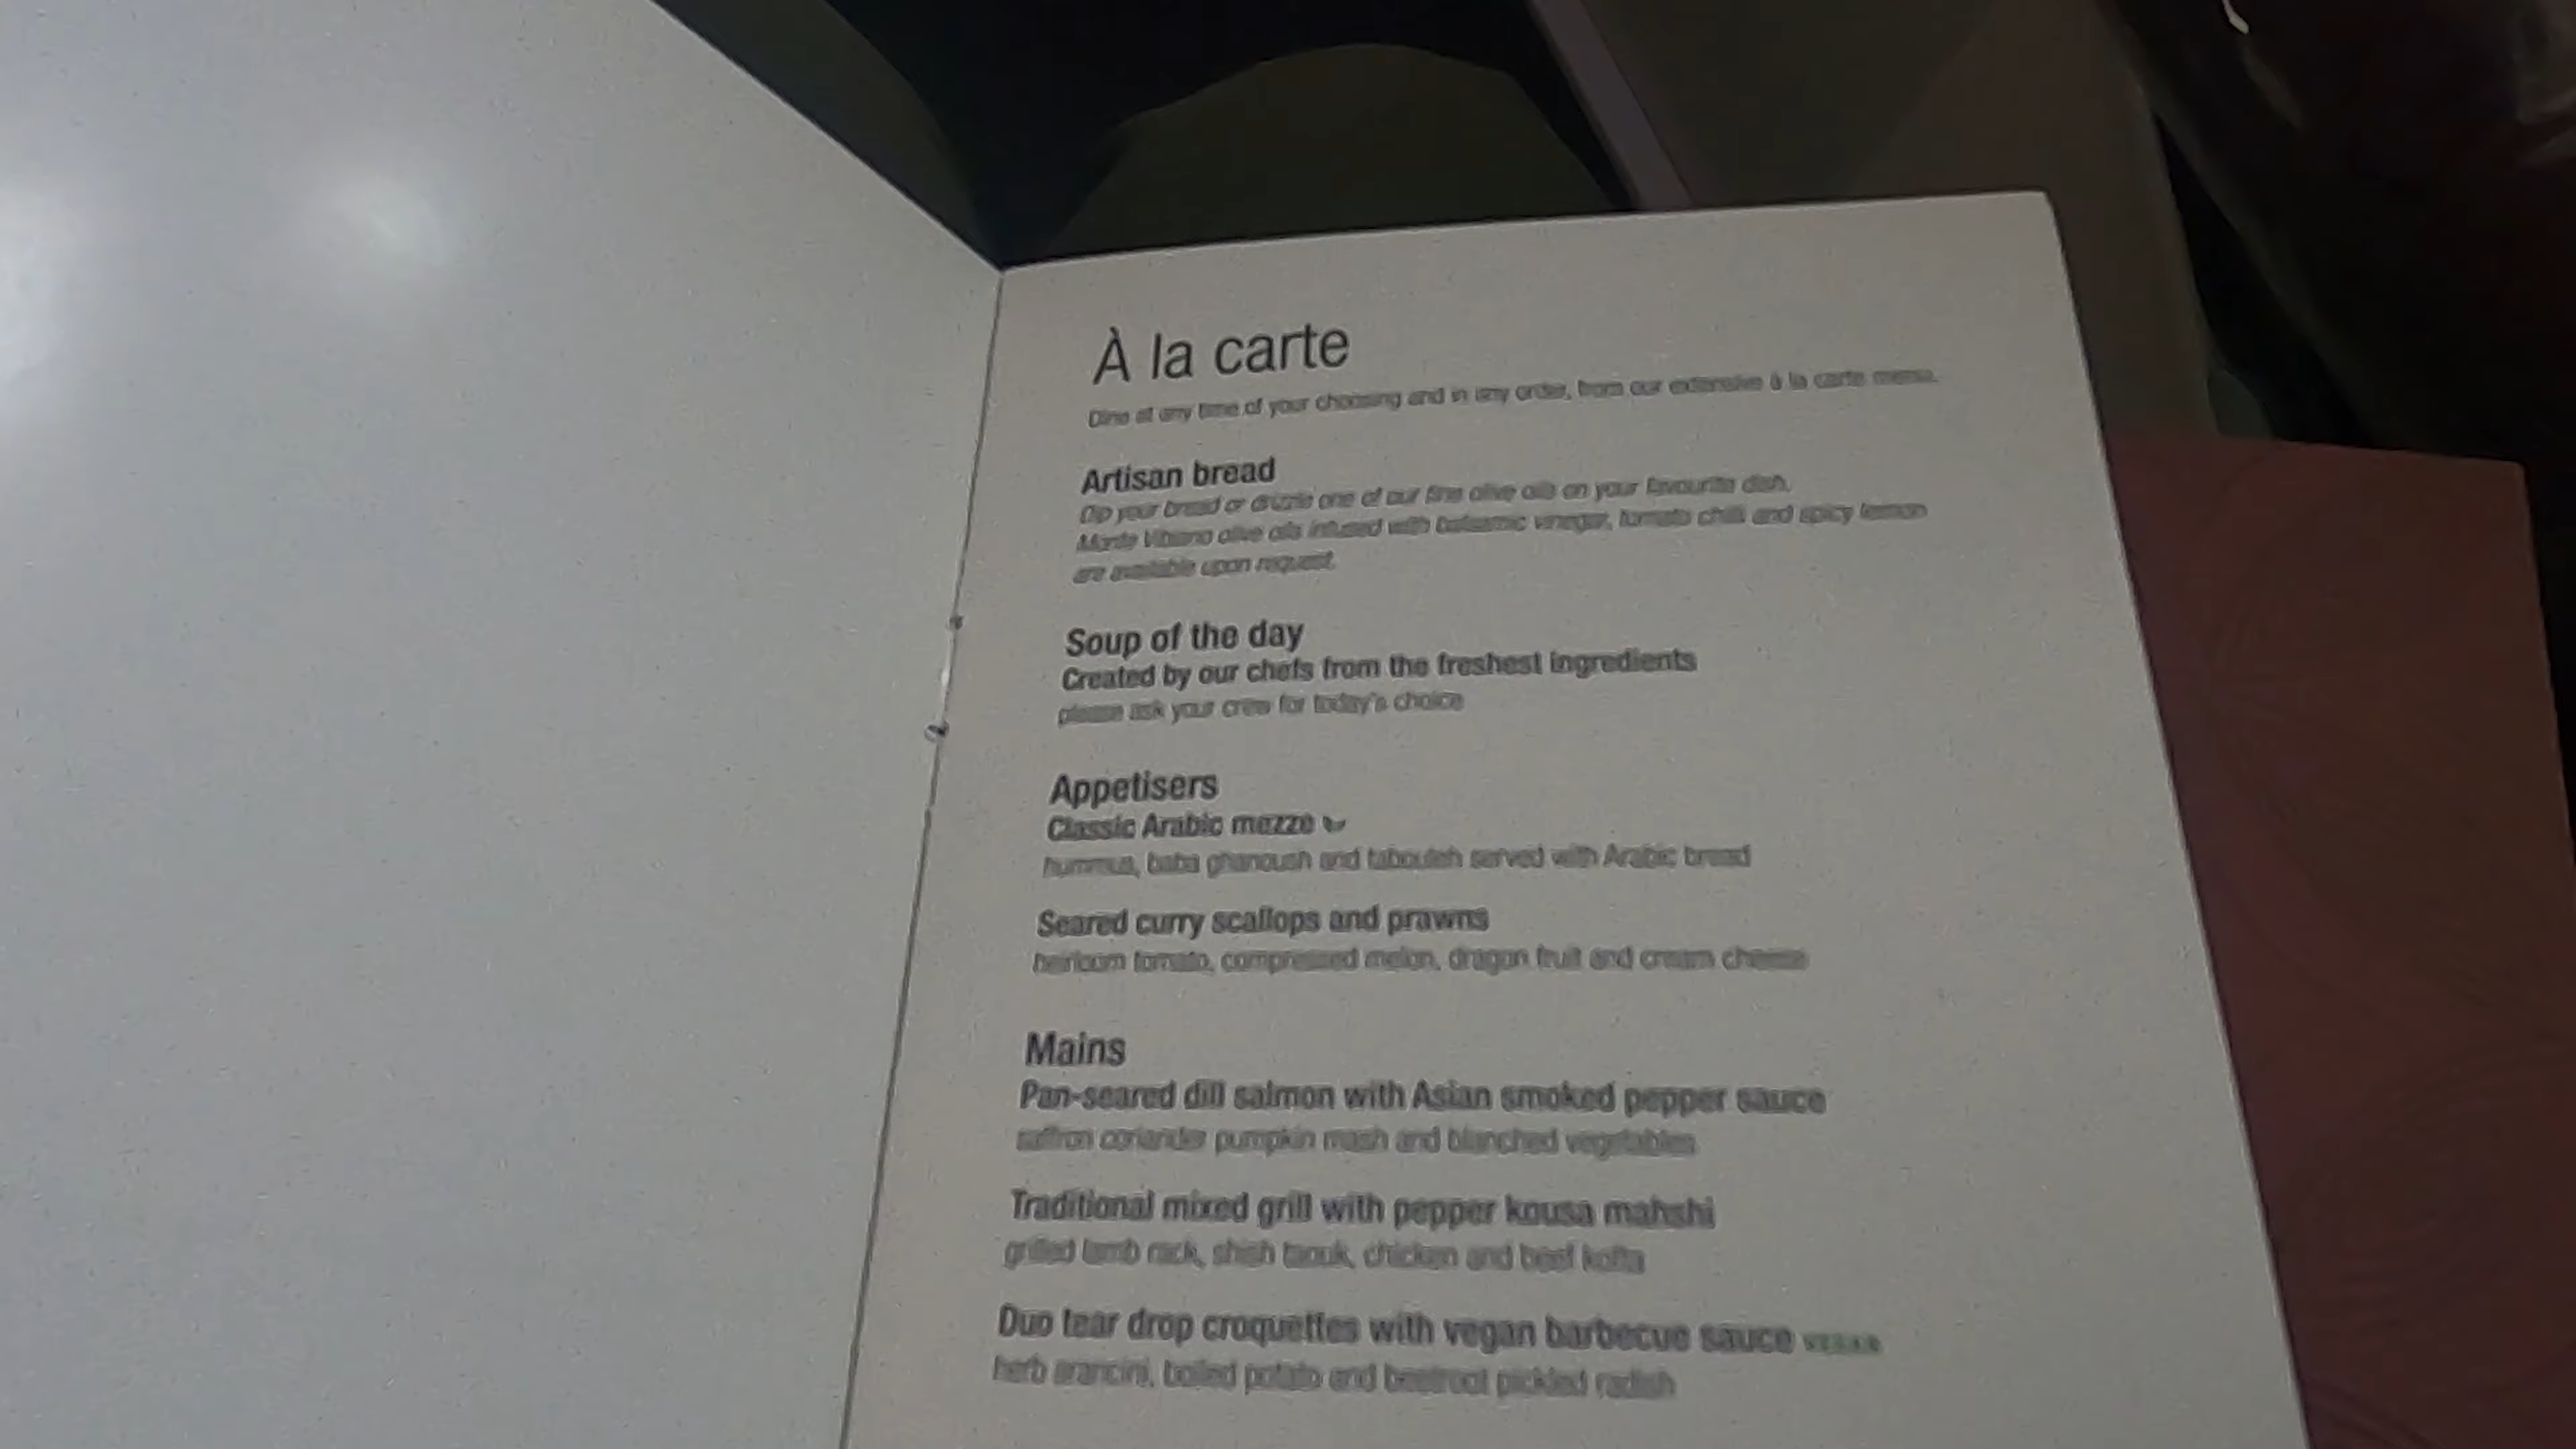 À la carte
Dine at any time of your choosing and in any order, from our extensive à la carte menu.
Artisan bread
Dip your bread or drizzle one of our fine olive oils on your favourite dish.
Monte Vibiano olive oils infused with balsamic vinegar, tomato chilli and spicy lemon
are available upon request.
Soup of the day
Created by our chefs from the freshest ingredients
please ask your crew for today's choice
Appetisers
Classic Arabic mezze
hummus, baba ghanoush and tabouleh served with Arabic bread
Seared curry scallops and prawns
heirloom tomato, compressed melon, dragon fruit and cream cheese
Mains
Pan-seared dill salmon with Asian smoked pepper sauce
saffron coriander pumpkin mash and blanched vegetables
Traditional mixed grill with pepper kousa mahshi
grilled lamb rack, shish taouk, chicken and beef kofta
Duo tear drop croquettes with vegan barbecue sauce VEGAN
herb arancini, boiled potato and beetroot pickled radish